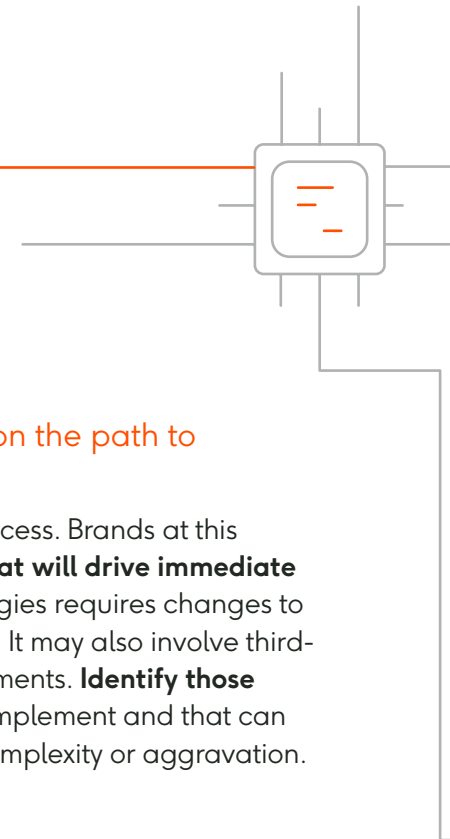 on the path to
cess. Brands at this
at will drive immediate
gies requires changes to
It may also involve third-
ments. Identify those
mplement and that can
mplexity or aggravation.